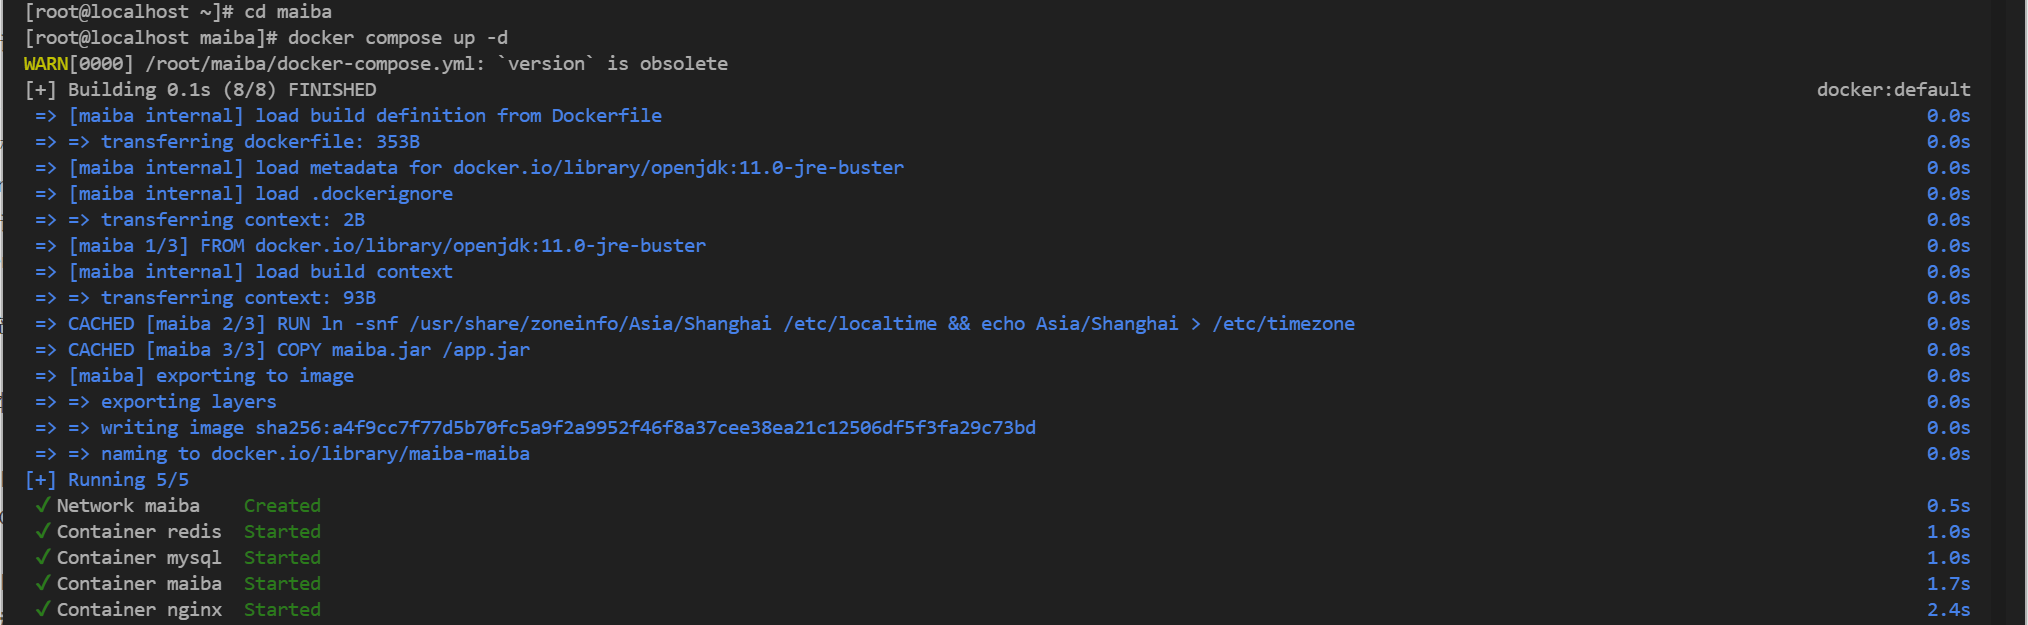 [root@localhost ~]# cd maiba
[root@localhost maiba]# docker compose up -d
WARN[0000] /root/maiba/docker-compose.yml: `version` is obsolete
[+] Building 0.1s (8/8) FINISHED docker:default
=> [maiba internal] load build definition from Dockerfile 0.0s
=> => transferring dockerfile: 353B 0.0s
=> [maiba internal] load metadata for docker.io/library/openjdk:11.0-jre-buster 0.0s
=> [maiba internal] load .dockerignore 0.0s
=> => transferring context: 2B 0.0s
=> [maiba 1/3] FROM docker.io/library/openjdk:11.0-jre-buster 0.0s
=> [maiba internal] load build context 0.0s
=> => transferring context: 93B 0.0s
=> CACHED [maiba 2/3] RUN ln -snf /usr/share/zoneinfo/Asia/Shanghai /etc/localtime && echo Asia/Shanghai > /etc/timezone 0.0s
=> CACHED [maiba 3/3] COPY maiba.jar /app.jar 0.0s
=> [maiba] exporting to image 0.0s
=> => exporting layers 0.0s
=> => writing image sha256:a4f9cc7f77d5b70fc5a9f2a9952f46f8a37cee38ea21c12506df5f3fa29c73bd 0.0s
=> => naming to docker.io/library/maiba-maiba 0.0s
[+] Running 5/5
✓ Network maiba Created 0.5s
✓ Container redis Started 1.0s
✓ Container mysql Started 1.0s
✓ Container maiba Started 1.7s
✓ Container nginx Started 2.4s